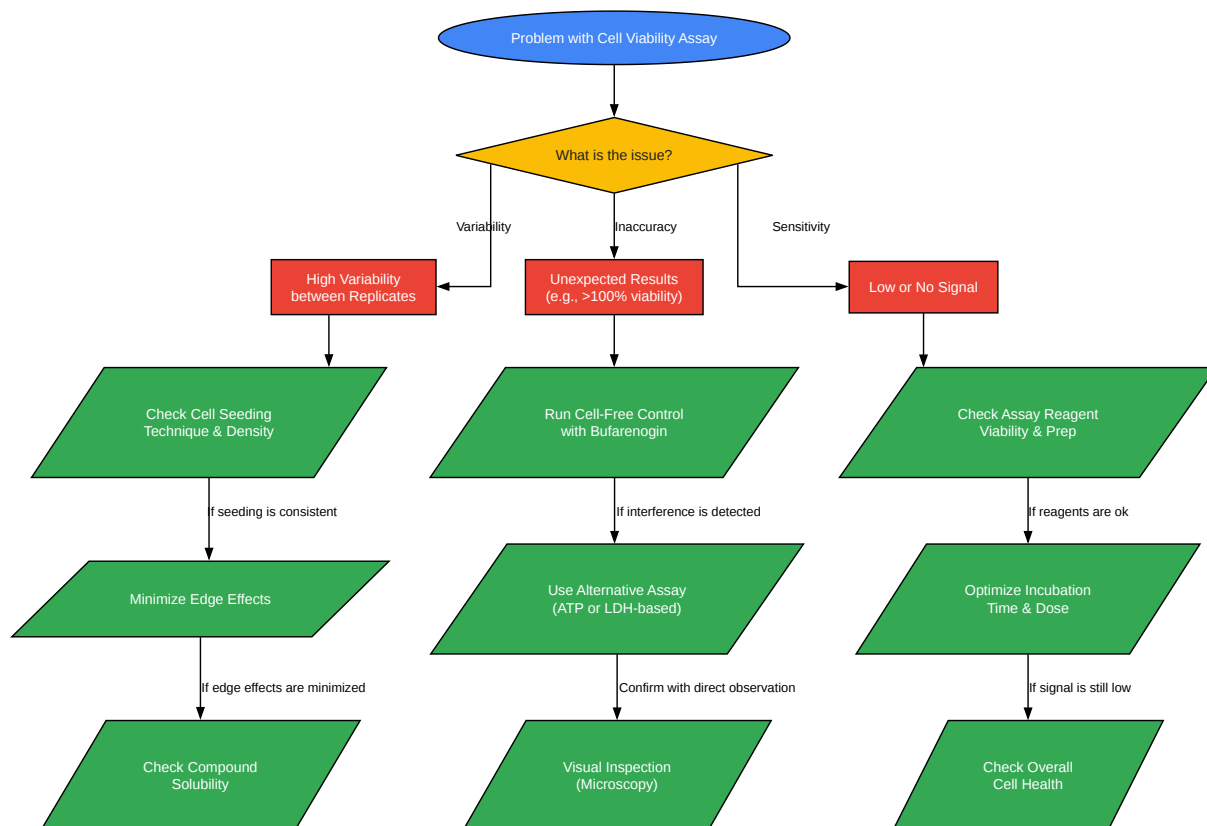 Problem with Cell Viability Assay
What is the issue?
Variability
Inaccuracy
Sensitivity
High Variability
between Replicates
Unexpected Results
(e.g., >100% viability)
Low or No Signal
Check Cell Seeding
Technique & Density
Run Cell-Free Control
with Bufarenogin
Check Assay Reagent
Viability & Prep
If seeding is consistent
If interference is detected
If reagents are ok
Minimize Edge Effects
Use Alternative Assay
(ATP or LDH-based)
Optimize Incubation
Time & Dose
If edge effects are minimized
Confirm with direct observation
If signal is still low
Check Compound
Solubility
Visual Inspection
(Microscopy)
Check Overall
Cell Health